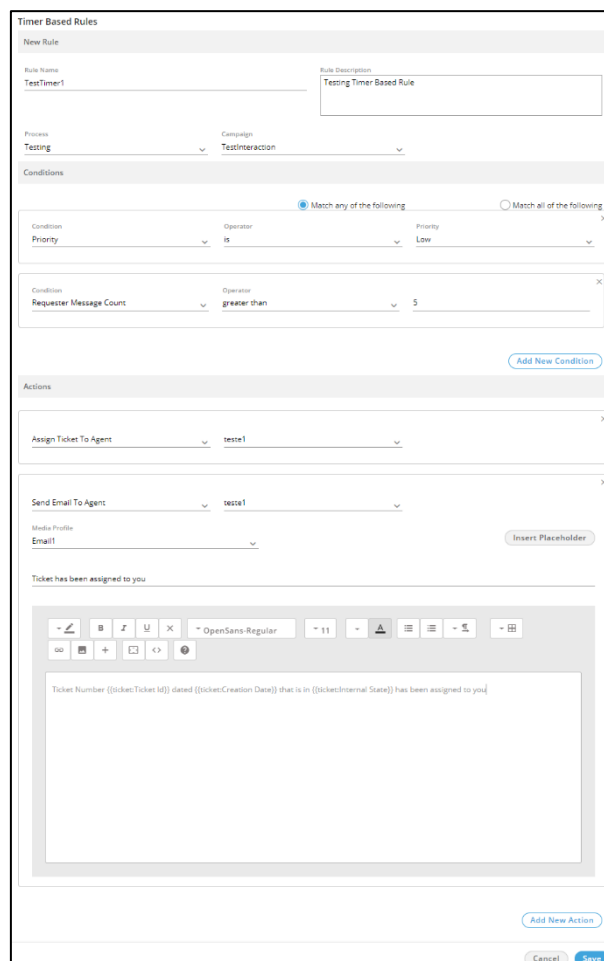 Timer Based Rules
New Rule
Rule Name Rule Description
TestTimer1 Testing Timer Based Rule
Process Campaign
Testing TestInteraction
Conditions
Match any of the following Match all of the following
Condition Operator Priority
Priority is Low
Condition Operator
Requester Message Count greater than 5
Add New Condition
Actions
Assign Ticket To Agent teste1
Send Email To Agent teste1
Media Profile
Email1 Insert Placeholder
Ticket has been assigned to you
B I U OpenSans-Regular 11 A
Ticket Number {{ticket:Ticket Id}} dated {{ticket:Creation Date}} that is in {{ticket:Internal State}} has been assigned to you
Add New Action
Cancel Save